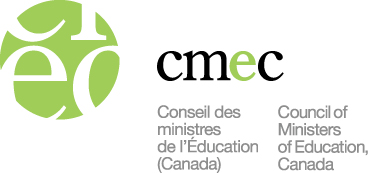 cmec
Conseil des
ministres
de l'Éducation
(Canada)
Council of
Ministers
of Education,
Canada